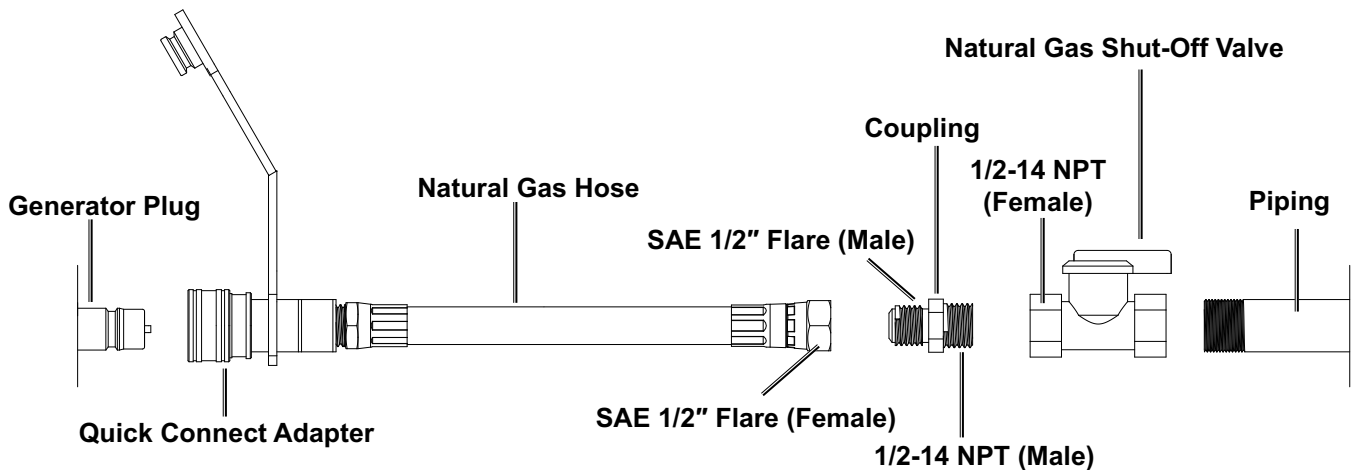 Natural Gas Shut-Off Valve
Coupling
1/2-14 NPT
(Female)
Natural Gas Hose
Generator Plug
Piping
SAE 1/2″ Flare (Male)
SAE 1/2″ Flare (Female)
Quick Connect Adapter
1/2-14 NPT (Male)